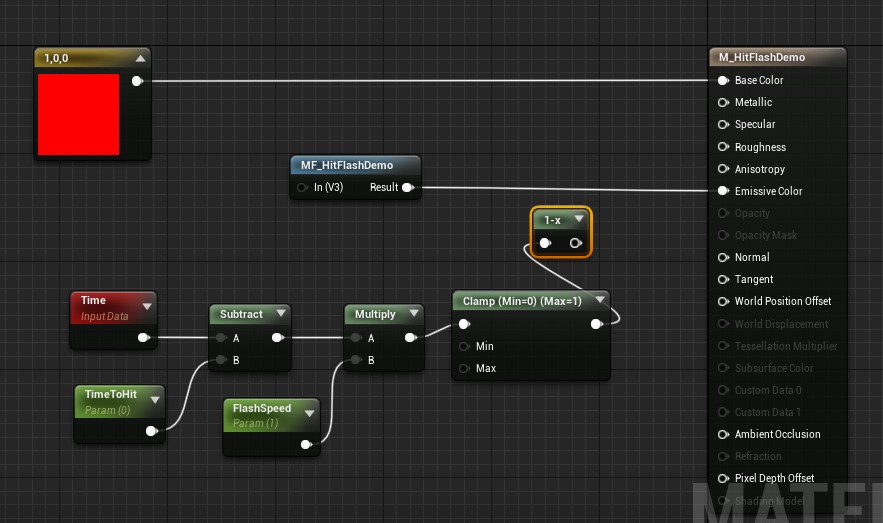 1,0,0
M_HitFlashDemo
Base Color
Metallic
Specular
Roughness
Anisotropy
Emissive Color
Opacity
Opacity Mask
Normal
Tangent
World Position Offset
World Displacement
Tessellation Multiplier
Subsurface Color
Custom Data 0
Custom Data 1
Ambient Occlusion
Refraction
Pixel Depth Offset
Shading Model
MF_HitFlashDemo
In (V3) Result
1-x
Time
Input Data
Subtract
A
B
Multiply
A
B
Clamp (Min=0) (Max=1)
Min
Max
TimeToHit
Param (0)
FlashSpeed
Param (1)